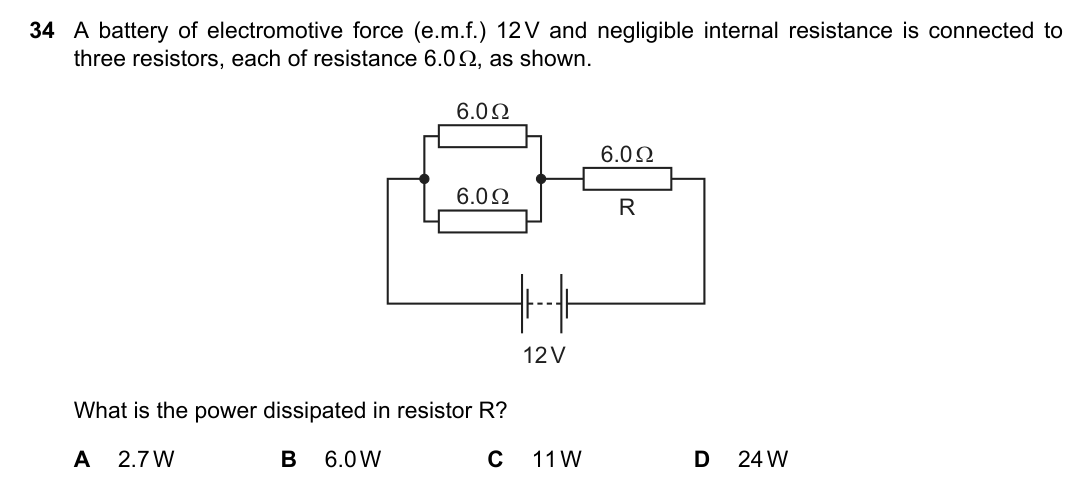 34 A battery of electromotive force (e.m.f.) 12 V and negligible internal resistance is connected to
three resistors, each of resistance 6.0 Ω, as shown.
6.0 Ω
6.0 Ω
6.0 Ω
R
12 V
What is the power dissipated in resistor R?
A 2.7 W B 6.0 W C 11 W D 24 W